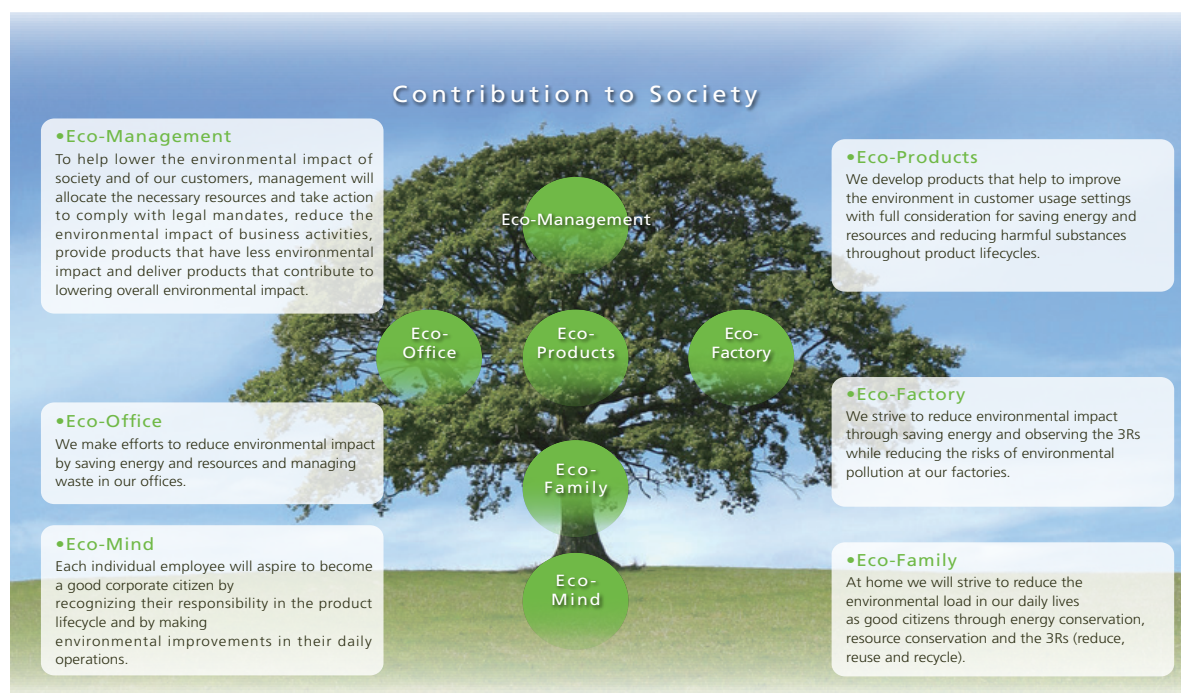 Contribution to Society
•Eco-Management
To help lower the environmental impact of
society and of our customers, management will
allocate the necessary resources and take action
to comply with legal mandates, reduce the
environmental impact of business activities,
provide products that have less environmental
impact and deliver products that contribute to
lowering overall environmental impact.
•Eco-Office
We make efforts to reduce environmental impact
by saving energy and resources and managing
waste in our offices.
•Eco-Mind
Each individual employee will aspire to become
a good corporate citizen by
recognizing their responsibility in the product
lifecycle and by making
environmental improvements in their daily
operations.
Eco-Management
Eco-
Office
Eco-
Products
Eco-
Factory
Eco-
Family
Eco-
Mind
•Eco-Products
We develop products that help to improve
the environment in customer usage settings
with full consideration for saving energy and
resources and reducing harmful substances
throughout product lifecycles.
•Eco-Factory
We strive to reduce environmental impact
through saving energy and observing the 3Rs
while reducing the risks of environmental
pollution at our factories.
•Eco-Family
At home we will strive to reduce the
environmental load in our daily lives
as good citizens through energy conservation,
resource conservation and the 3Rs (reduce,
reuse and recycle).